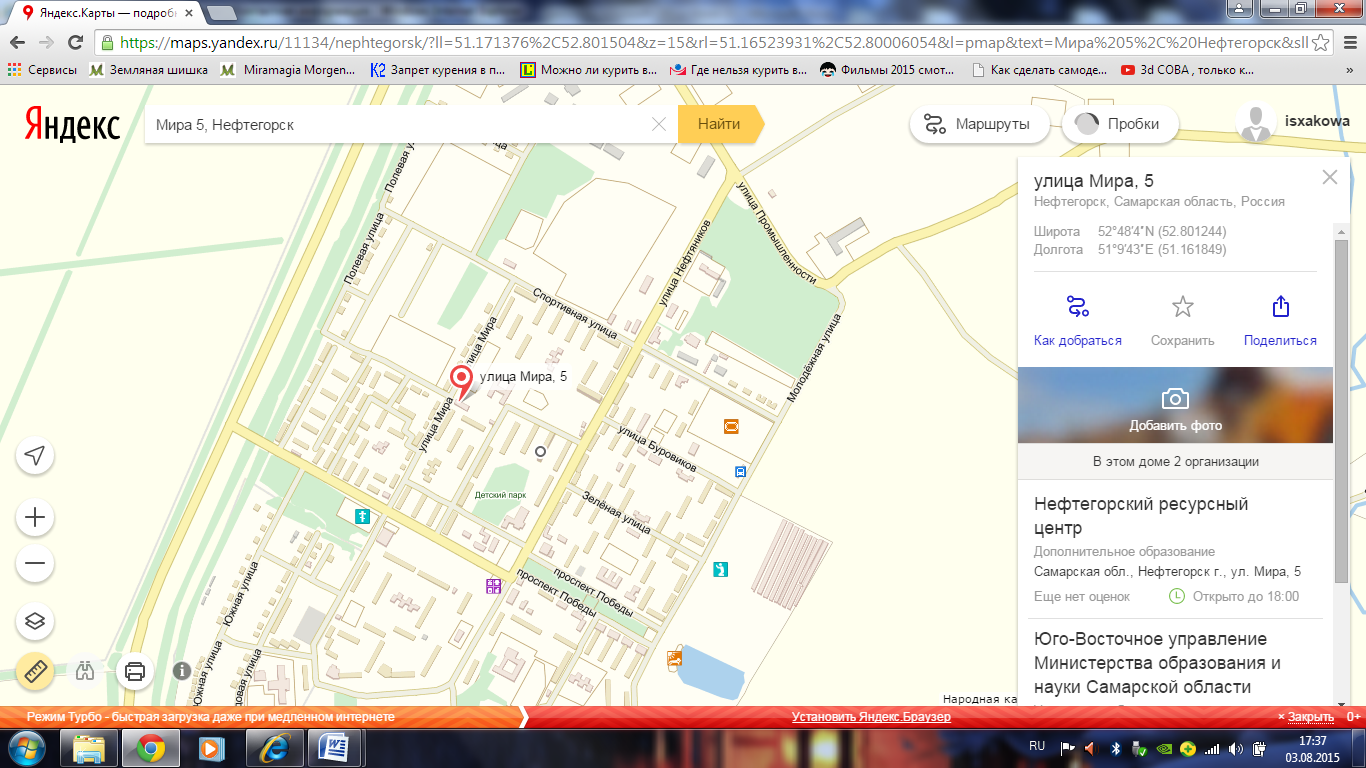 Яндекс.Карты — подробн
https://maps.yandex.ru/11134/nephtegorsk/?ll=51.171376%2C52.801504&z=15&rl=51.16523931%2C52.80006054&l=pmap&text=Мира%205%2C%20Нефтегорск&sll
Сервисы
Земляная шишка
Miramagia Morgen...
Запрет курения в п...
Можно ли курить в...
Где нельзя курить в...
Фильмы 2015 смот...
Как сделать самоде...
3d СОВА , только к...
»
Яндекс
Мира 5, Нефтегорск
Найти
Маршруты
Пробки
isxakowa
Полевая
Полевая улица
улица Нефтяников
улица Промышленности
Спортивная улица
улица Мира
улица Мира, 5
улица Мира
Молодёжная улица
улица Буровиков
Детский парк
Зелёная улица
проспект Победы
проспект Победы
Южная улица
Южная улица
Народная ка
улица Мира, 5
Нефтегорск, Самарская область, Россия
Широта 52°48'4"N (52.801244)
Долгота 51°9'43"E (51.161849)
Как добраться
Сохранить
Поделиться
Добавить фото
В этом доме 2 организации
Нефтегорский ресурсный
центр
Дополнительное образование
Самарская обл., Нефтегорск г., ул. Мира, 5
Еще нет оценок
Открыто до 18:00
Юго-Восточное управление
Министерства образования и
науки Самарской области
Режим Турбо - быстрая загрузка даже при медленном интернете
Установить Яндекс.Браузер
× Закрыть
0+
RU
17:37
03.08.2015